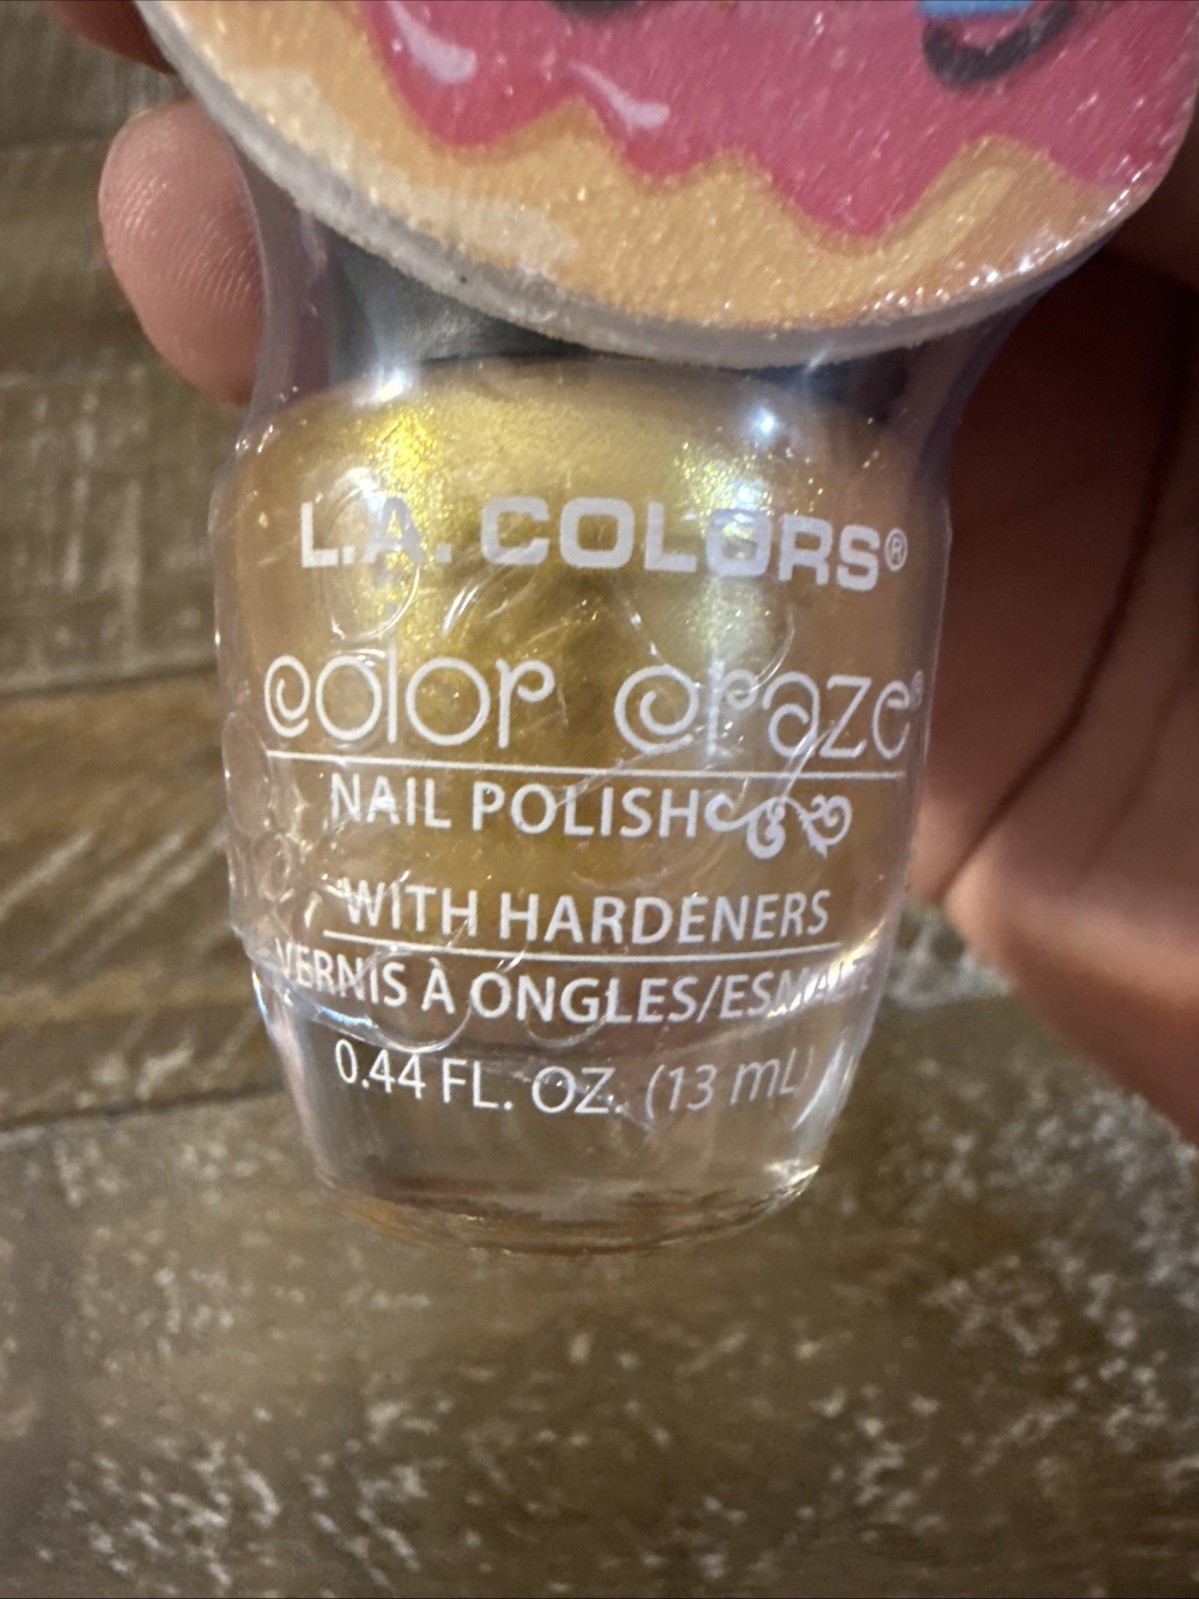 L.A. COLORS®
color craze®
NAIL POLISH
WITH HARDENERS
VERNIS À ONGLES/ESMALTE
0.44 FL. OZ. (13 mL)